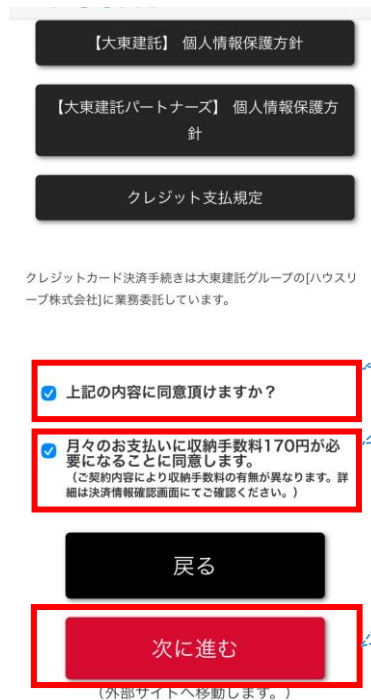 【大東建託】 個人情報保護方針
【大東建託パートナーズ】 個人情報保護方
針
クレジット支払規定
クレジットカード決済手続きは大東建託グループの[ハウスリ
ーブ株式会社]に業務委託しています。
上記の内容に同意頂けますか？
月々のお支払いに収納手数料170円が必
要になることに同意します。
（ご契約内容により収納手数料の有無が異なります。詳
細は決済情報確認画面にてご確認ください。）
戻る
次に進む
（外部サイトへ移動します。）